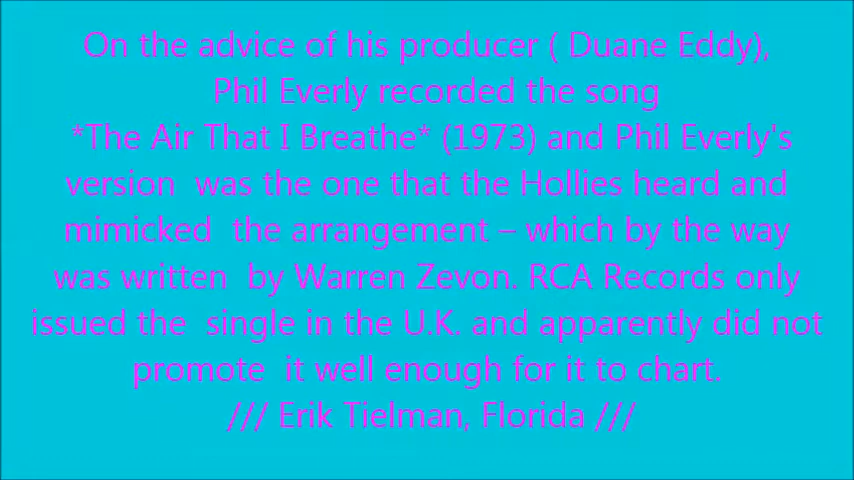 On the advice of his producer ( Duane Eddy),
Phil Everly recorded the song
*The Air That I Breathe* (1973) and Phil Everly's
version  was the one that the Hollies heard and
mimicked  the arrangement – which by the way
was written  by Warren Zevon. RCA Records only
issued the  single in the U.K. and apparently did not
promote  it well enough for it to chart.
/// Erik Tielman, Florida ///